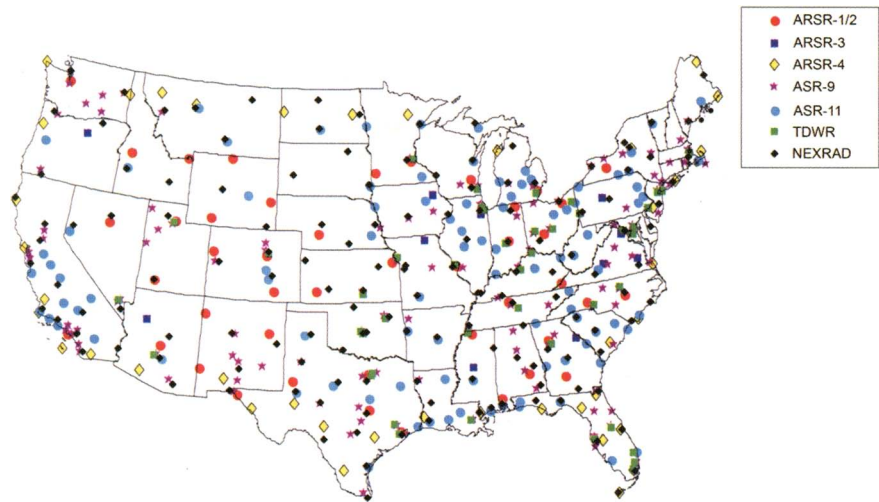 ARSR-1/2
ARSR-3
ARSR-4
ASR-9
ASR-11
TDWR
NEXRAD